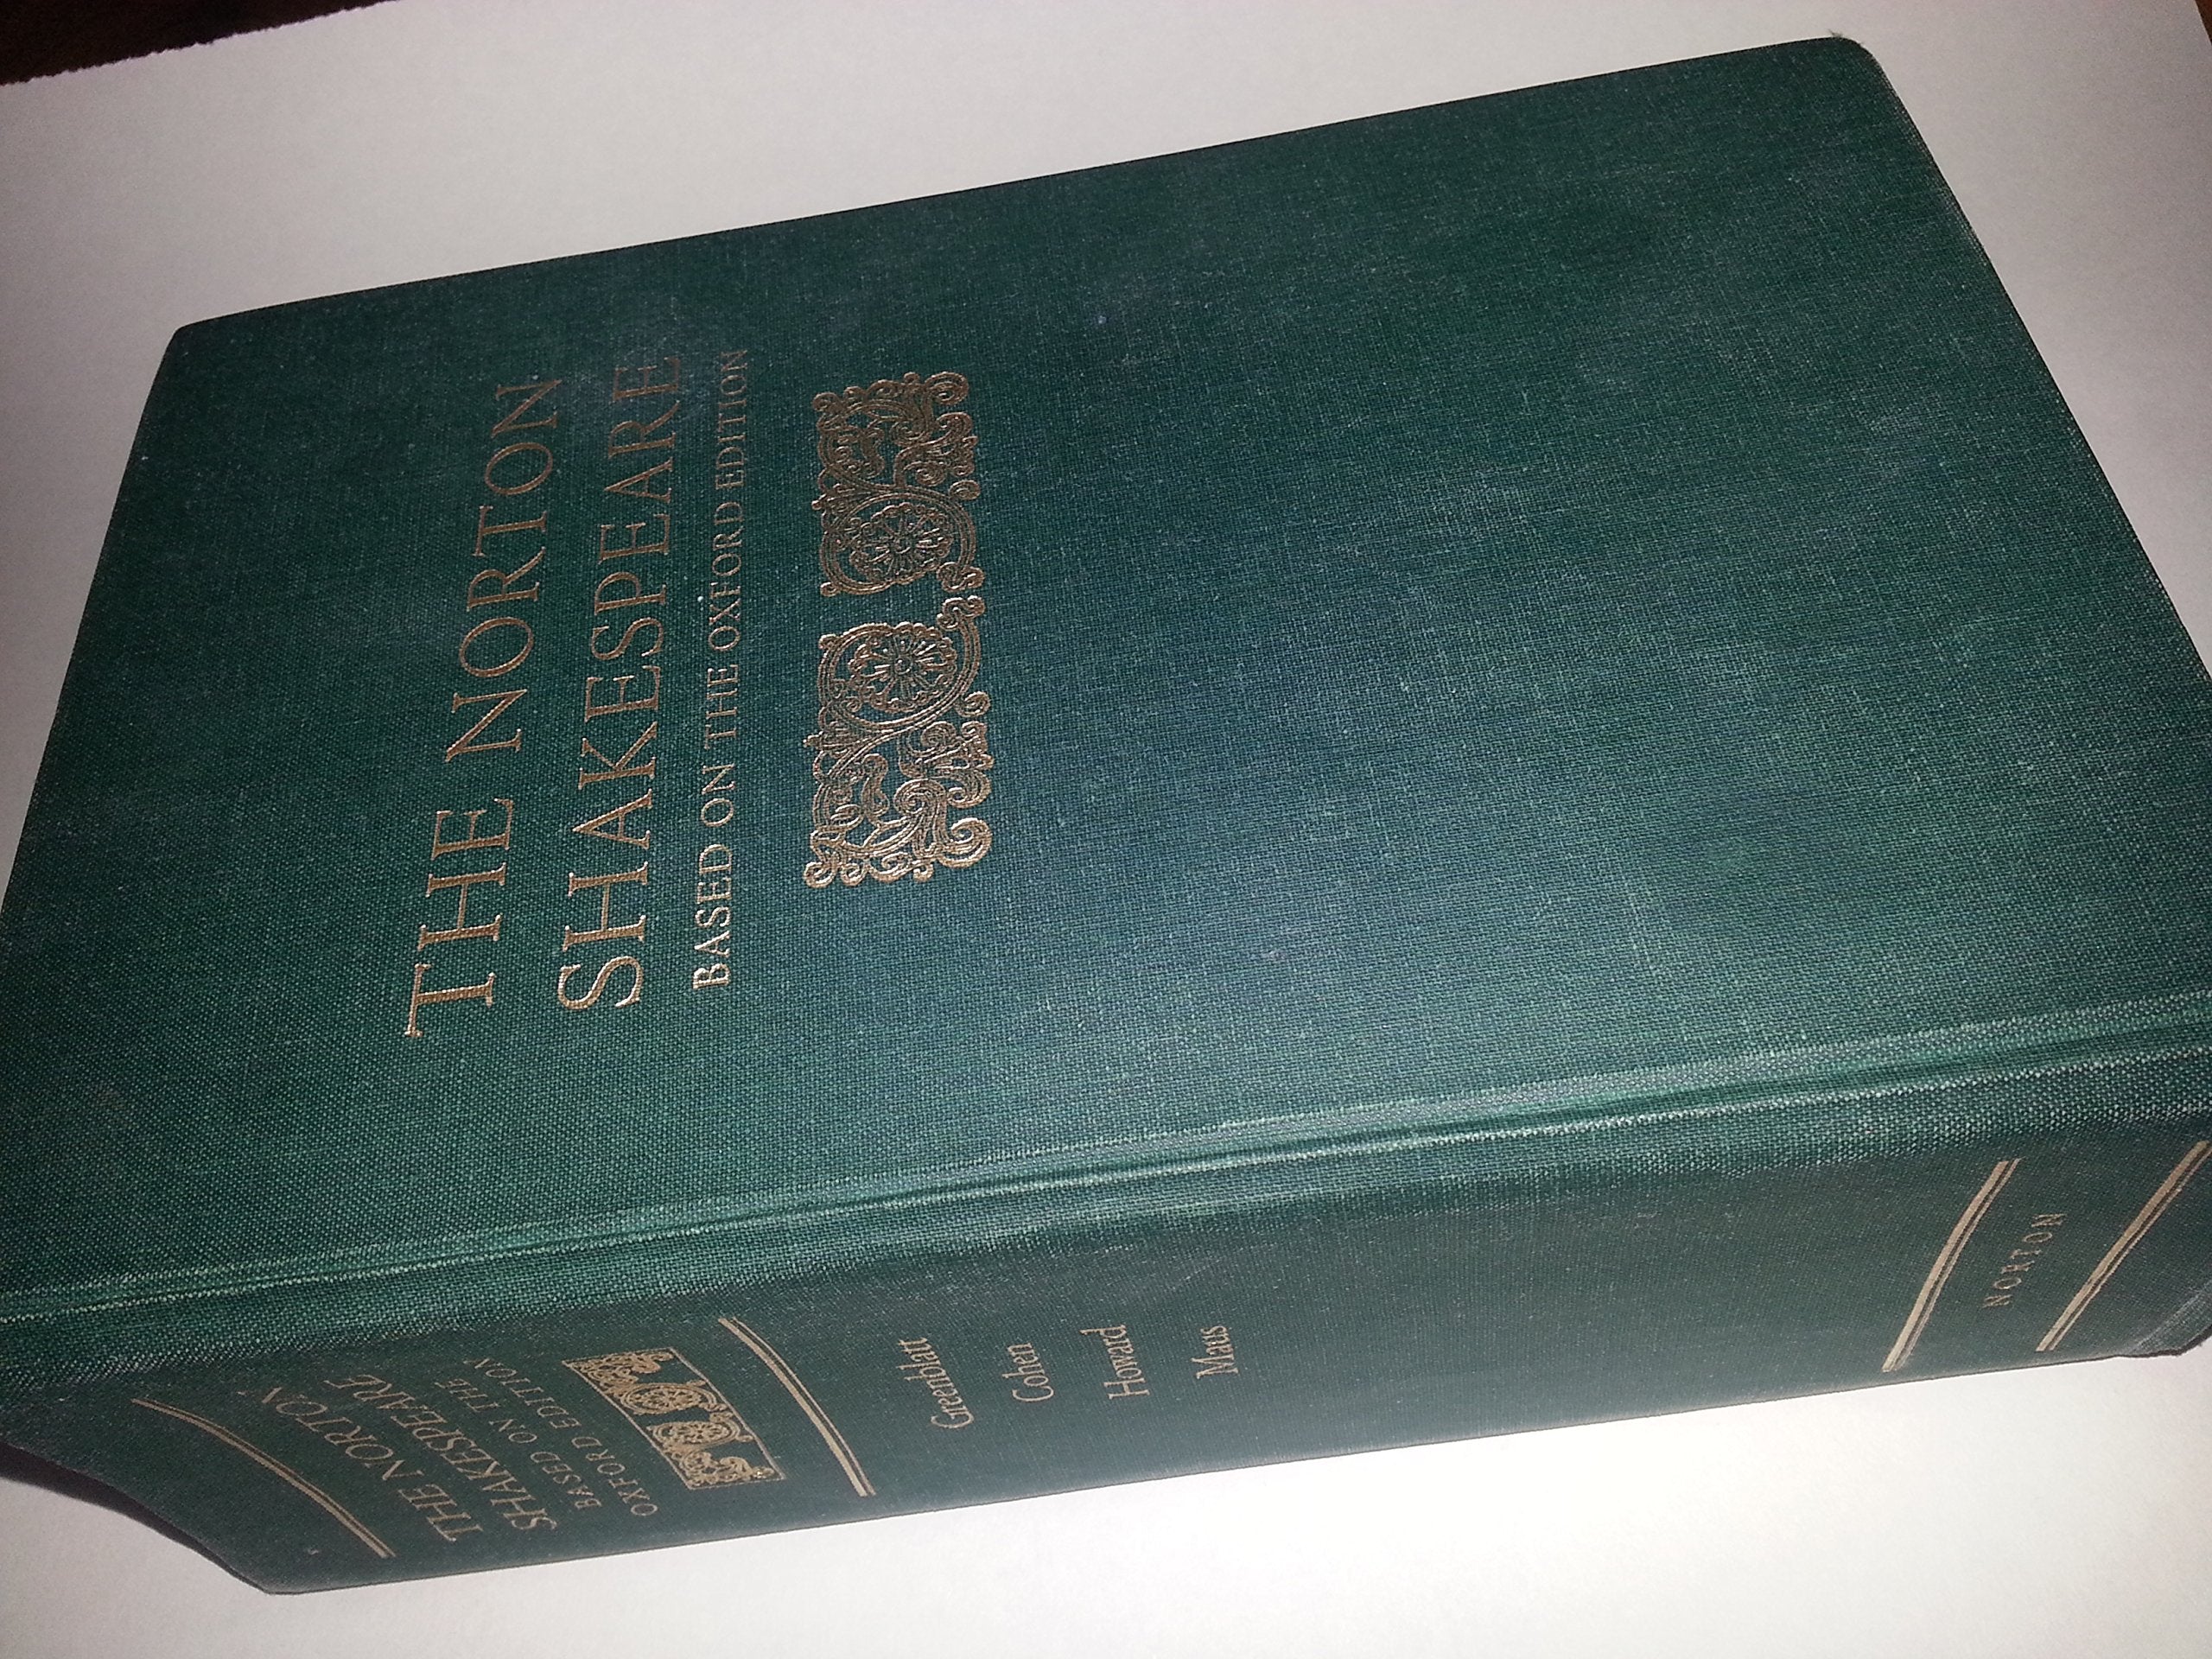 THE NORTON
SHAKESPEARE
BASED ON THE OXFORD EDITION
THE NORTON
SHAKESPEARE
BASED ON THE
OXFORD EDITION
Greenblatt
Cohen
Howard
Maus
NORTON